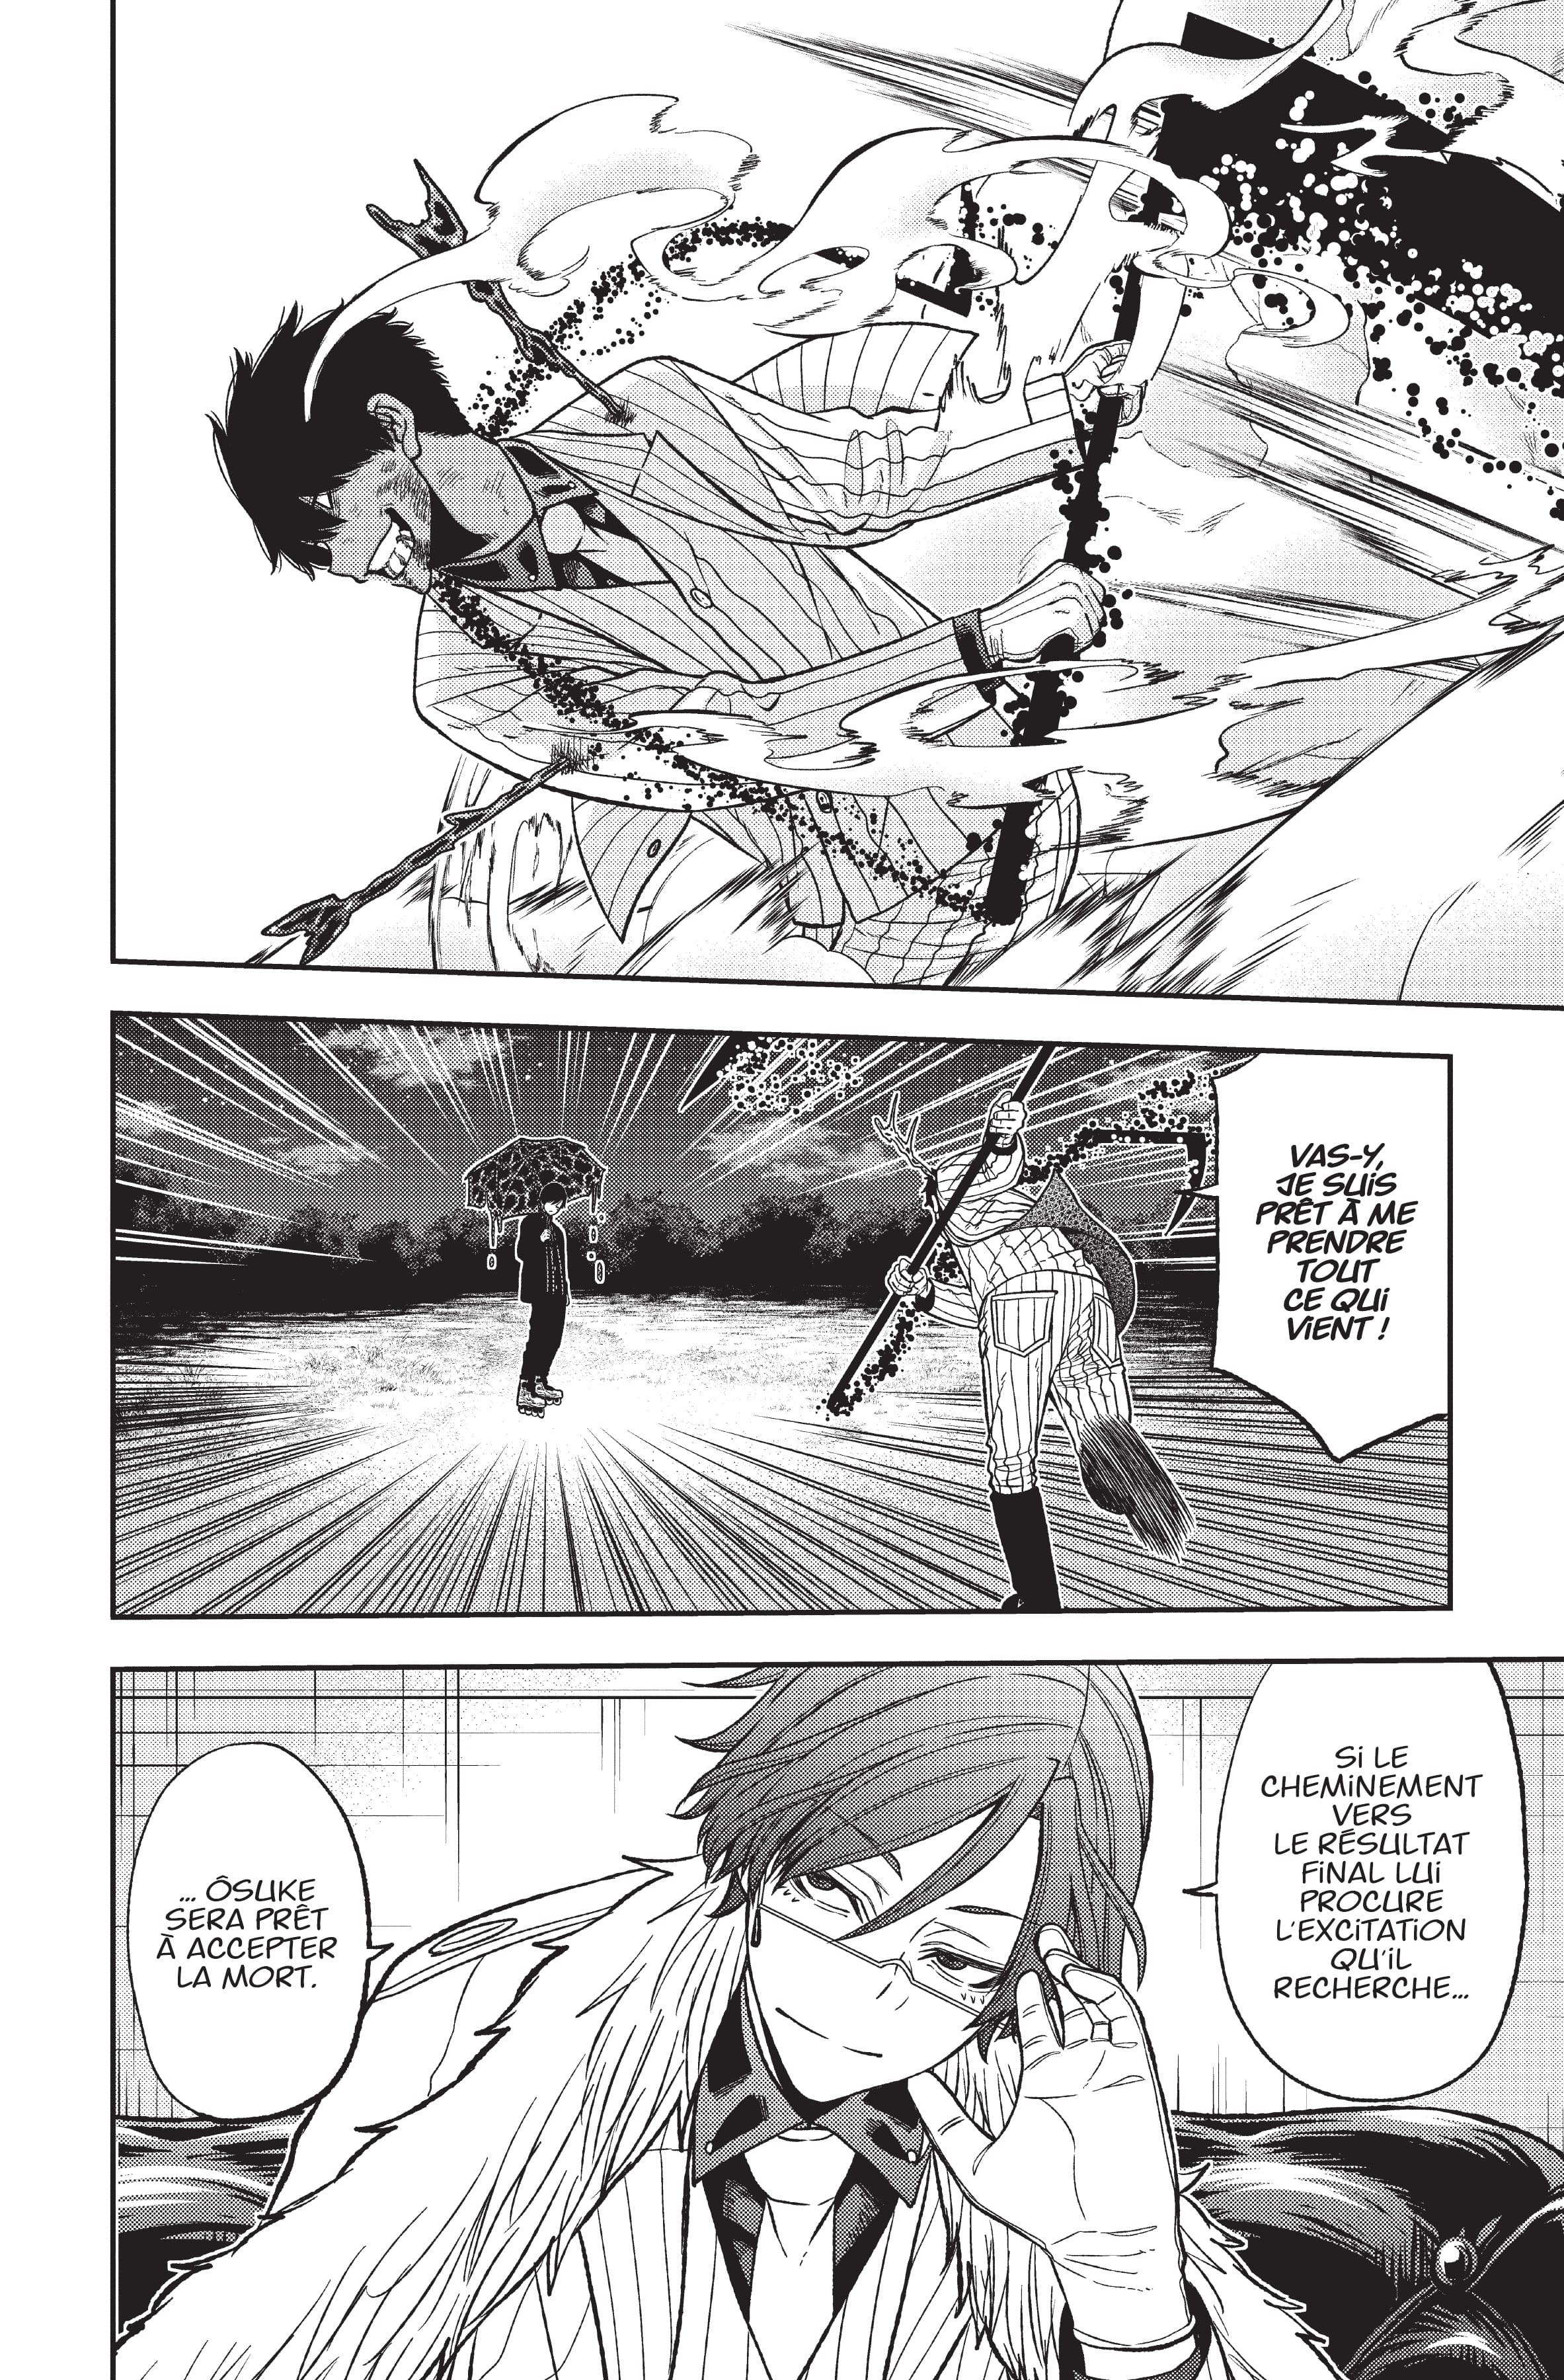 VAS-Y,
JE SUIS
PRÊT À ME
PRENDRE
TOUT
CE QUI
VIENT !
SI LE
CHEMINEMENT
VERS
LE RÉSULTAT
FINAL LUI
PROCURE
L'EXCITATION
QU'IL
RECHERCHE...
... ÔSUKE
SERA PRÊT
À ACCEPTER
LA MORT.